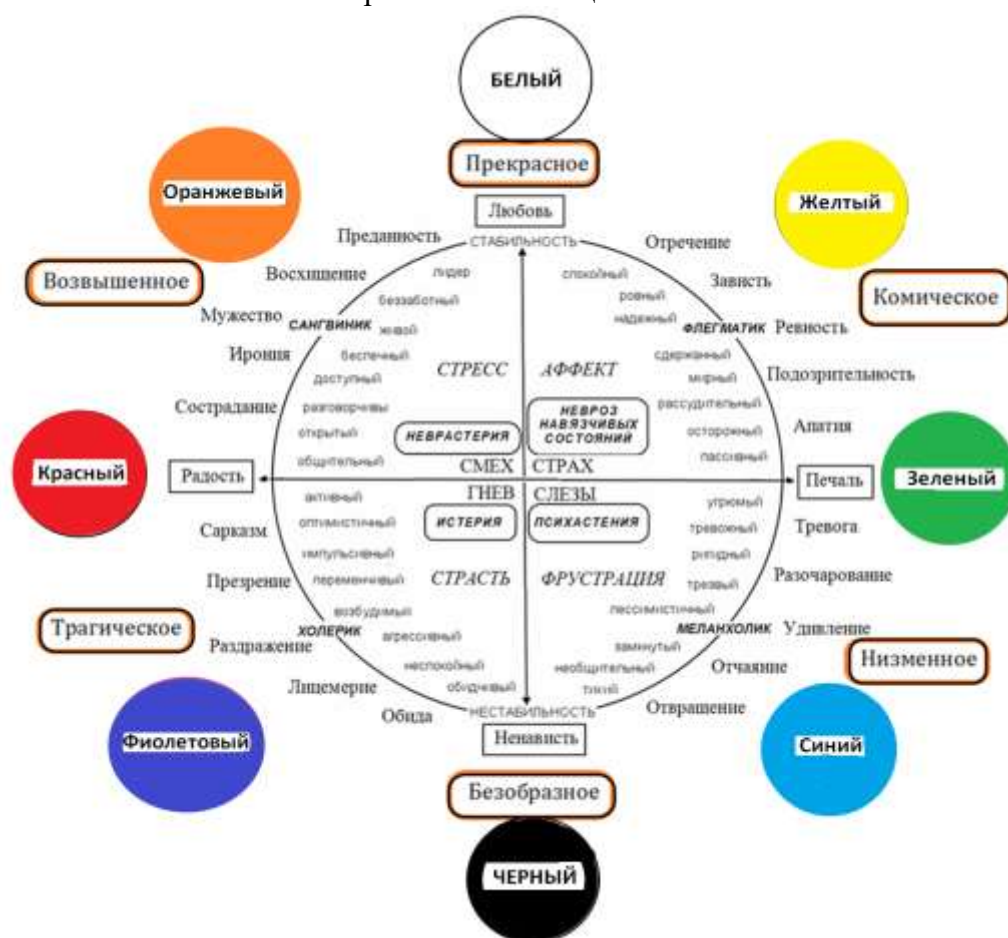 БЕЛЫЙ
Прекрасное
Оранжевый
Желтый
Любовь
Преданность
СТАБИЛЬНОСТЬ
Отречение
Возвышенное
Восхищение
лидер
спокойный
Зависть
Комическое
беззаботный
ровный
Мужество
САНГВИНИК
живой
надежный
ФЛЕГМАТИК
Ревность
Ирония
беспечный
СТРЕСС
АФФЕКТ
сдержанный
доступный
мирный
Подозрительность
Сострадание
разговорчивы
рассудительный
НЕВРАСТЕРИЯ
НЕВРОЗ
НАВЯЗЧИВЫХ
СОСТОЯНИЙ
открытый
осторожный
Апатия
общительный
СМЕХ
СТРАХ
пассивный
Красный
Радость
Печаль
Зеленый
активный
ГНЕВ
СЛЕЗЫ
угрюмый
Сарказм
оптимистичный
ИСТЕРИЯ
ПСИХАСТЕНИЯ
тревожный
Тревога
импульсивный
ригидный
Презрение
переменчивый
СТРАСТЬ
ФРУСТРАЦИЯ
трезвый
Разочарование
возбудимый
пессимистичный
Трагическое
ХОЛЕРИК
МЕЛАНХОЛИК
Удивление
Раздражение
агрессивный
замкнутый
Низменное
неспокойный
необщительный
Отчаяние
Лицемерие
обидчевый
тихий
Обида
НЕСТАБИЛЬНОСТЬ
Отвращение
Фиолетовый
Ненависть
Синий
Безобразное
ЧЕРНЫЙ